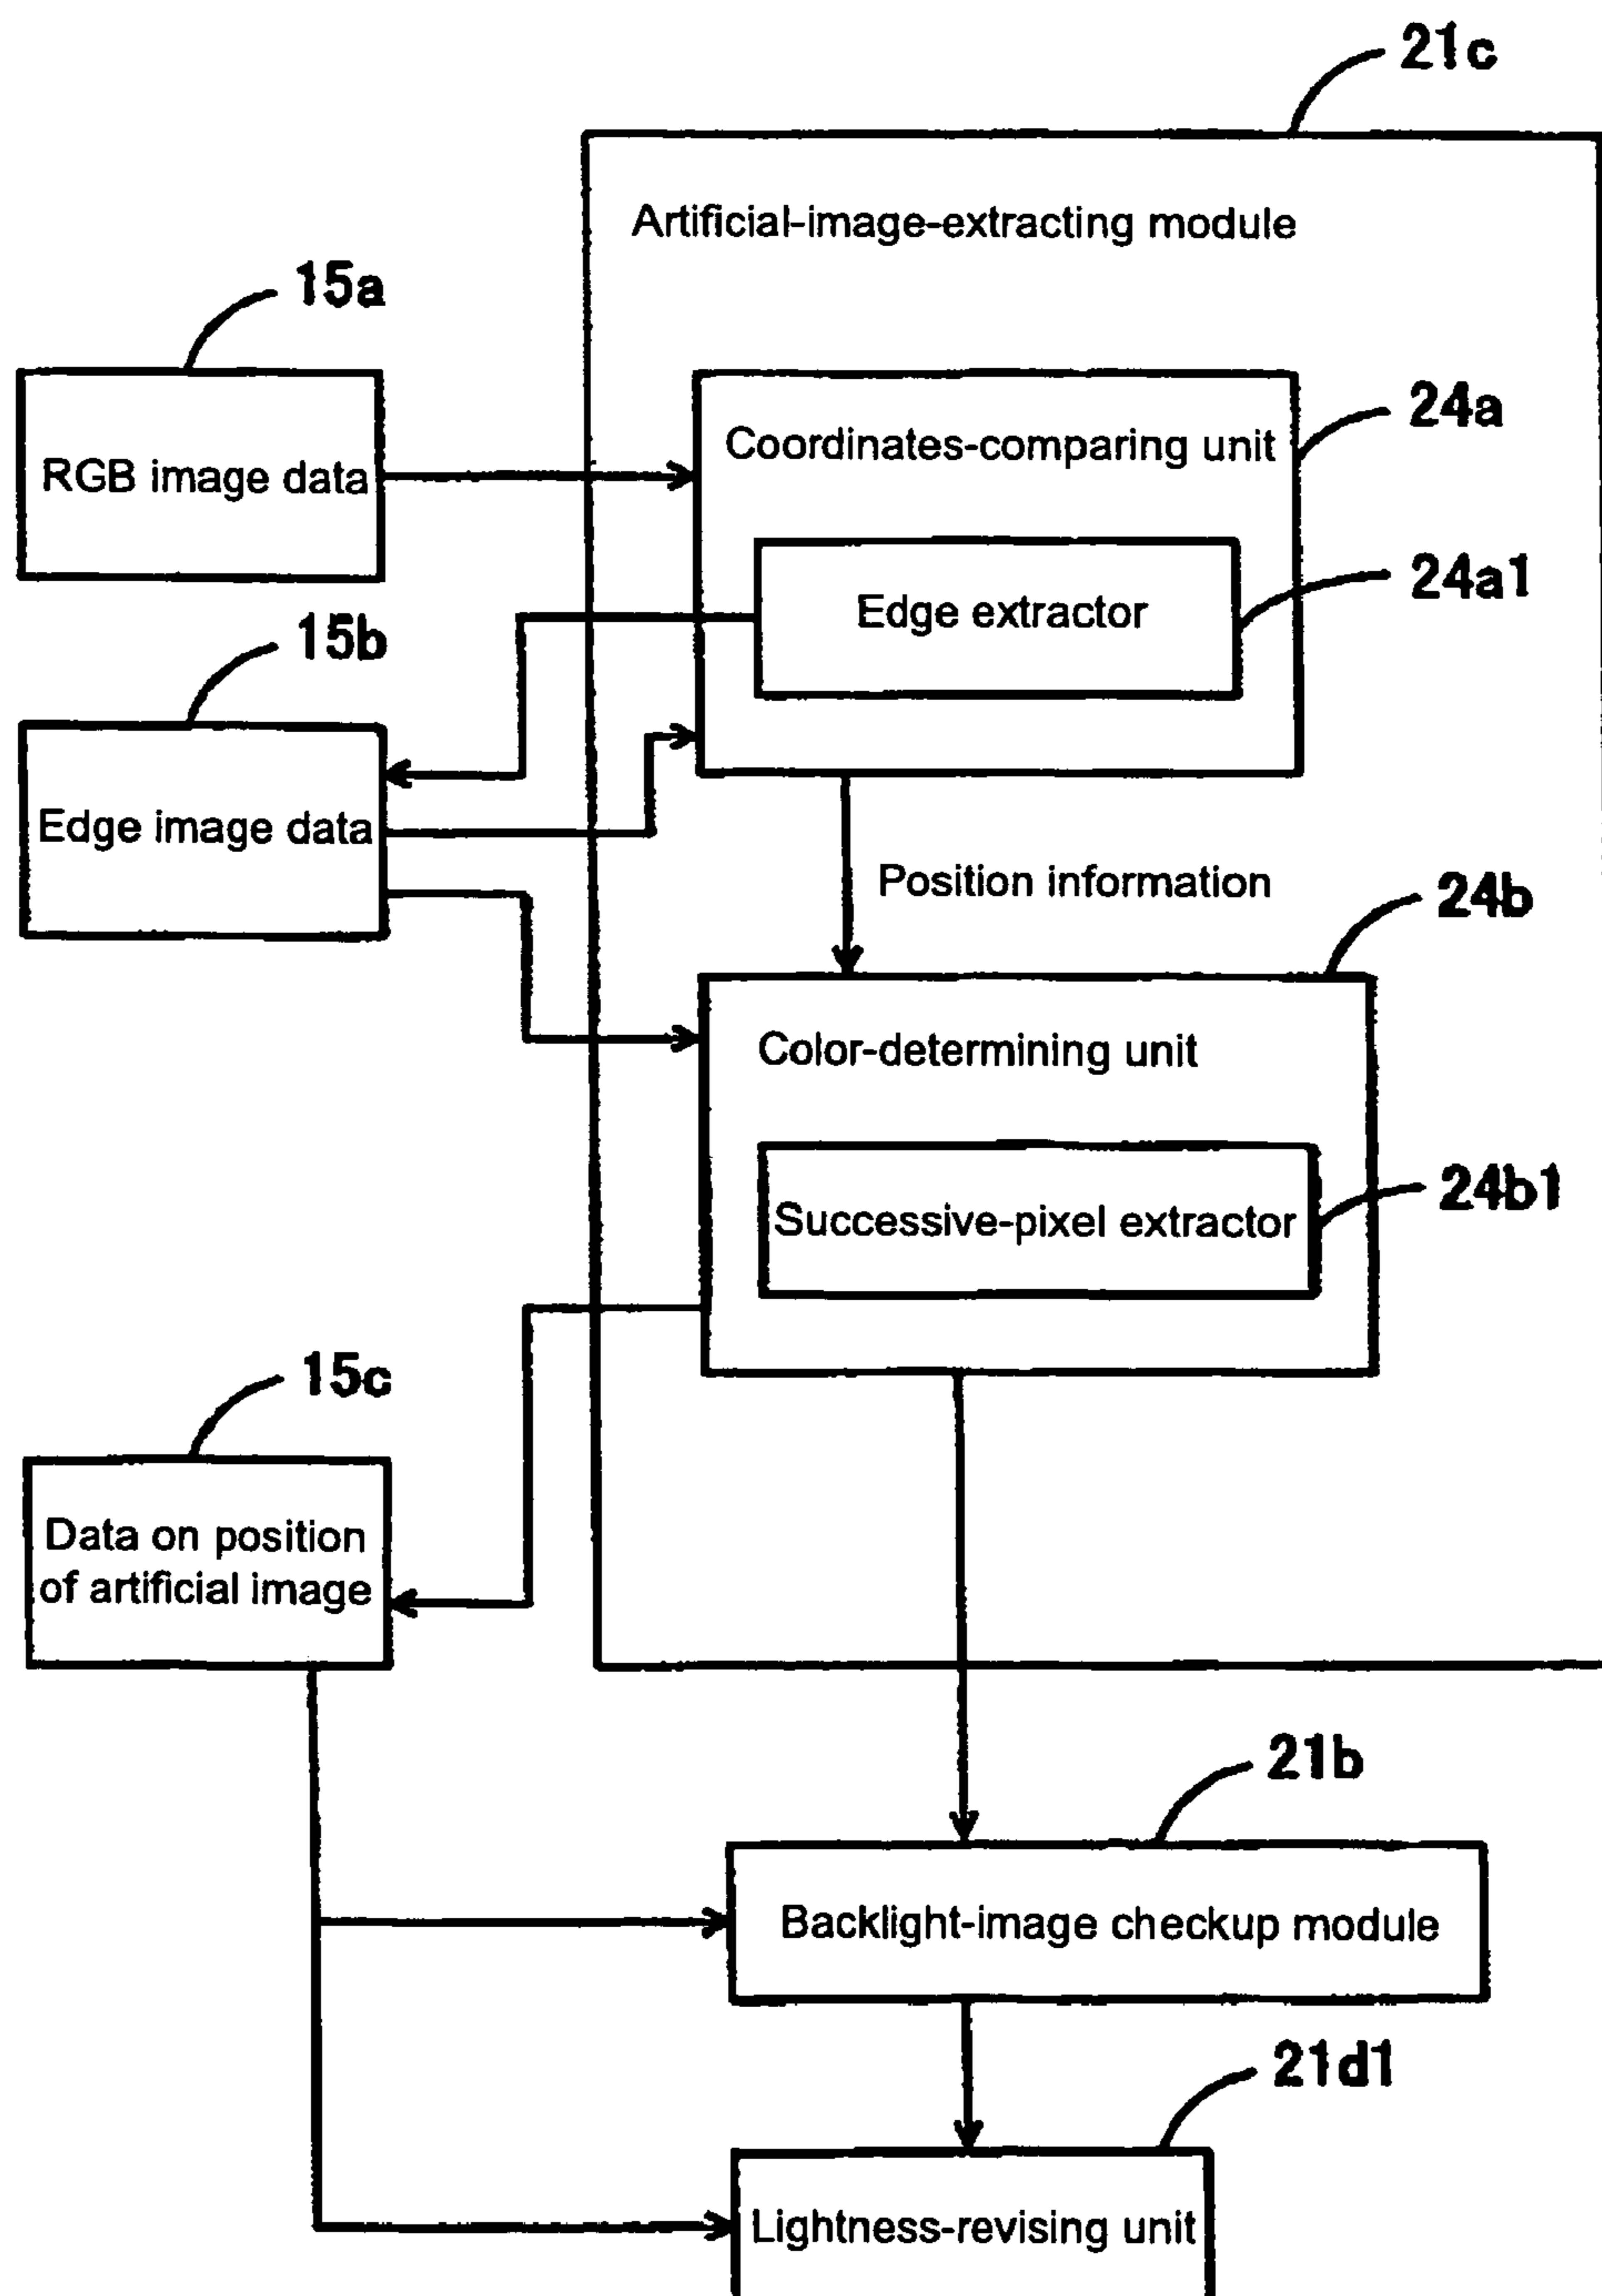 21c
Artificial-image-extracting module
15a
RGB image data
24a
Coordinates-comparing unit
24a1
Edge extractor
15b
Edge image data
Position information
24b
Color-determining unit
24b1
Successive-pixel extractor
15c
Data on position
of artificial image
21b
Backlight-image checkup module
21d1
Lightness-revising unit